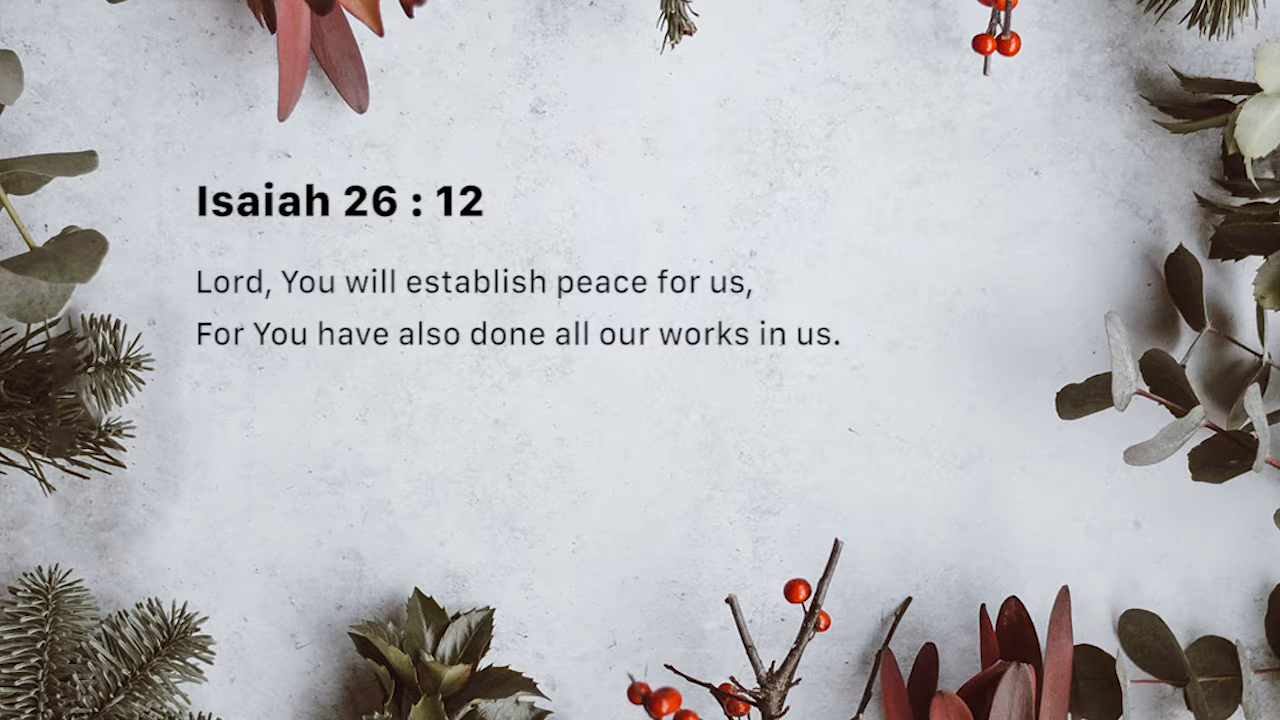 Isaiah 26 : 12
Lord, You will establish peace for us,
For You have also done all our works in us.